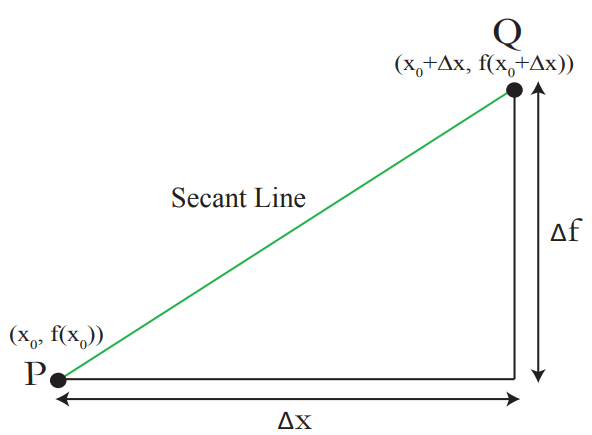 Q
(x₀+Δx, f(x₀+Δx))
Secant Line
Δf
(x₀, f(x₀))
P
Δx